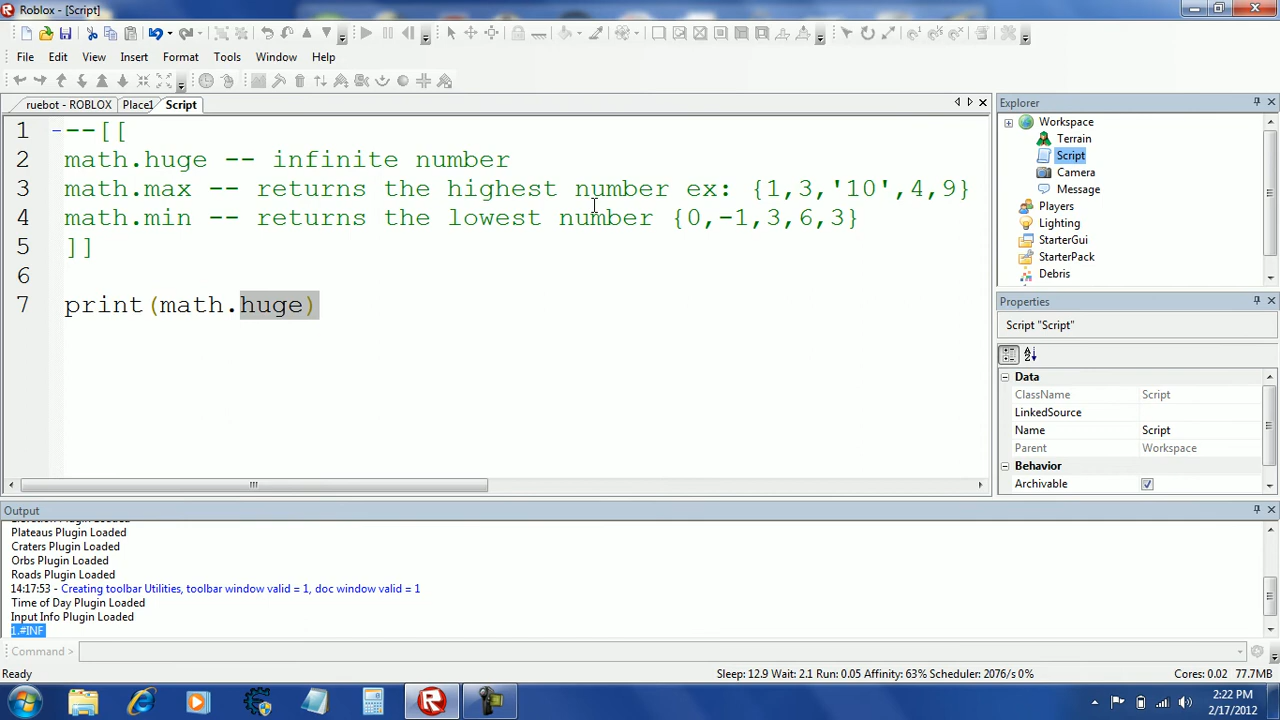 Roblox - [Script]
File Edit View Insert Format Tools Window Help
ruebot - ROBLOX Place1 Script
1 --[[
2 math.huge -- infinite number
3 math.max -- returns the highest number ex: {1,3,'10',4,9}
4 math.min -- returns the lowest number {0,-1,3,6,3}
5 ]]
6
7 print(math.huge)
Explorer
Workspace
Terrain
Script
Camera
Message
Players
Lighting
StarterGui
StarterPack
Debris
Properties
Script "Script"
Data
ClassName Script
LinkedSource
Name Script
Parent Workspace
Behavior
Archivable
Output
Plateaus Plugin Loaded
Craters Plugin Loaded
Orbs Plugin Loaded
Roads Plugin Loaded
14:17:53 - Creating toolbar Utilities, toolbar window valid = 1, doc window valid = 1
Time of Day Plugin Loaded
Input Info Plugin Loaded
1.#INF
Command >
Ready
Sleep: 12.9 Wait: 2.1 Run: 0.05 Affinity: 63% Scheduler: 2076/s 0%
Cores: 0.02 77.7MB
2:22 PM
2/17/2012